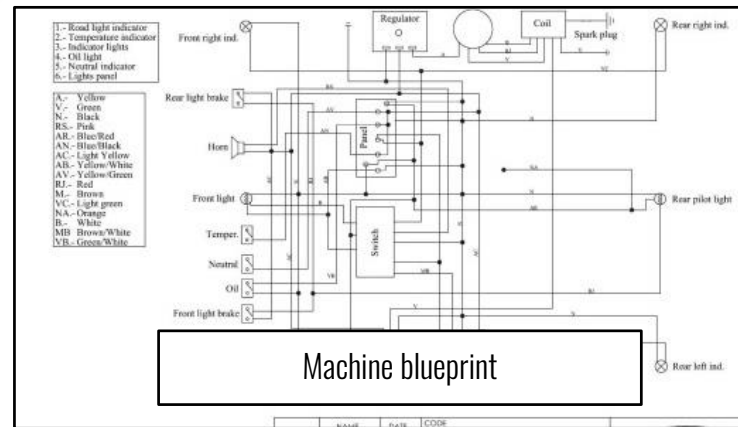 1.- Road light indicator
2.- Temperature indicator
3.- Indicator lights
4.- Oil light
5.- Neutral indicator
6.- Lights panel
A.- Yellow
V.- Green
N.- Black
RS.- Pink
AR.- Blue/Red
AN.- Blue/Black
AC.- Light Yellow
AB.- Yellow/White
AV.- Yellow/Green
RJ.- Red
M.- Brown
VC.- Light green
NA.- Orange
B.- White
MB Brown/White
VB.- Green/White
Front right ind.
Regulator
Coil
Spark plug
Rear right ind.
Rear light brake
Horn
Panel
Front light
Rear pilot light
Switch
Temper.
Neutral
Oil
Front light brake
Machine blueprint
Rear left ind.
NAME
DATE
CODE